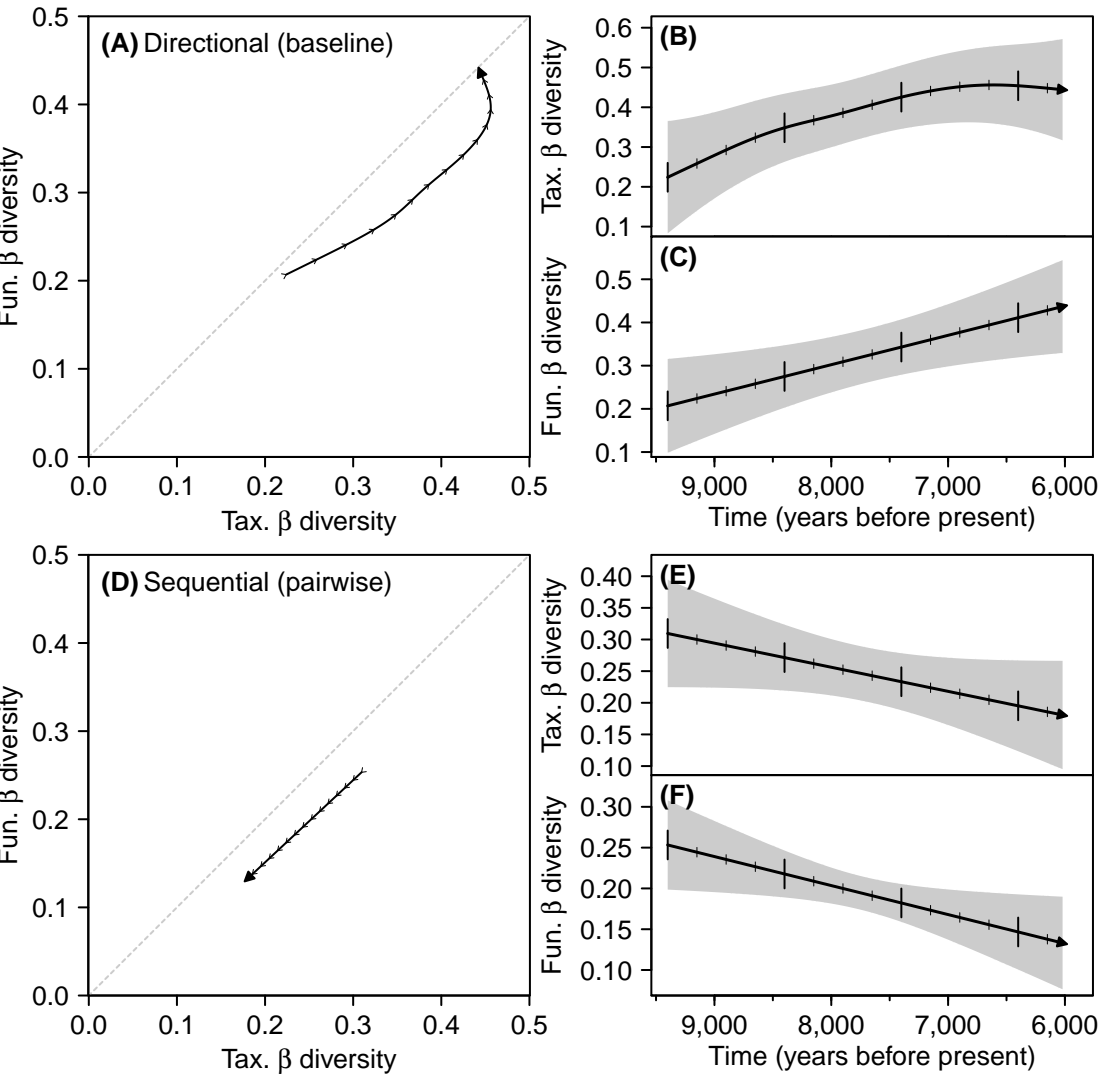 (A) Directional (baseline)
0.5
0.4
0.3
0.2
0.1
0.0
Fun. β diversity
0.0 0.1 0.2 0.3 0.4 0.5
Tax. β diversity
(B)
0.6
0.5
0.4
0.3
0.2
0.1
Tax. β diversity
(C)
0.5
0.4
0.3
0.2
0.1
Fun. β diversity
9,000 8,000 7,000 6,000
Time (years before present)
(D) Sequential (pairwise)
0.5
0.4
0.3
0.2
0.1
0.0
Fun. β diversity
0.0 0.1 0.2 0.3 0.4 0.5
Tax. β diversity
(E)
0.40
0.35
0.30
0.25
0.20
0.15
0.10
Tax. β diversity
(F)
0.30
0.25
0.20
0.15
0.10
Fun. β diversity
9,000 8,000 7,000 6,000
Time (years before present)